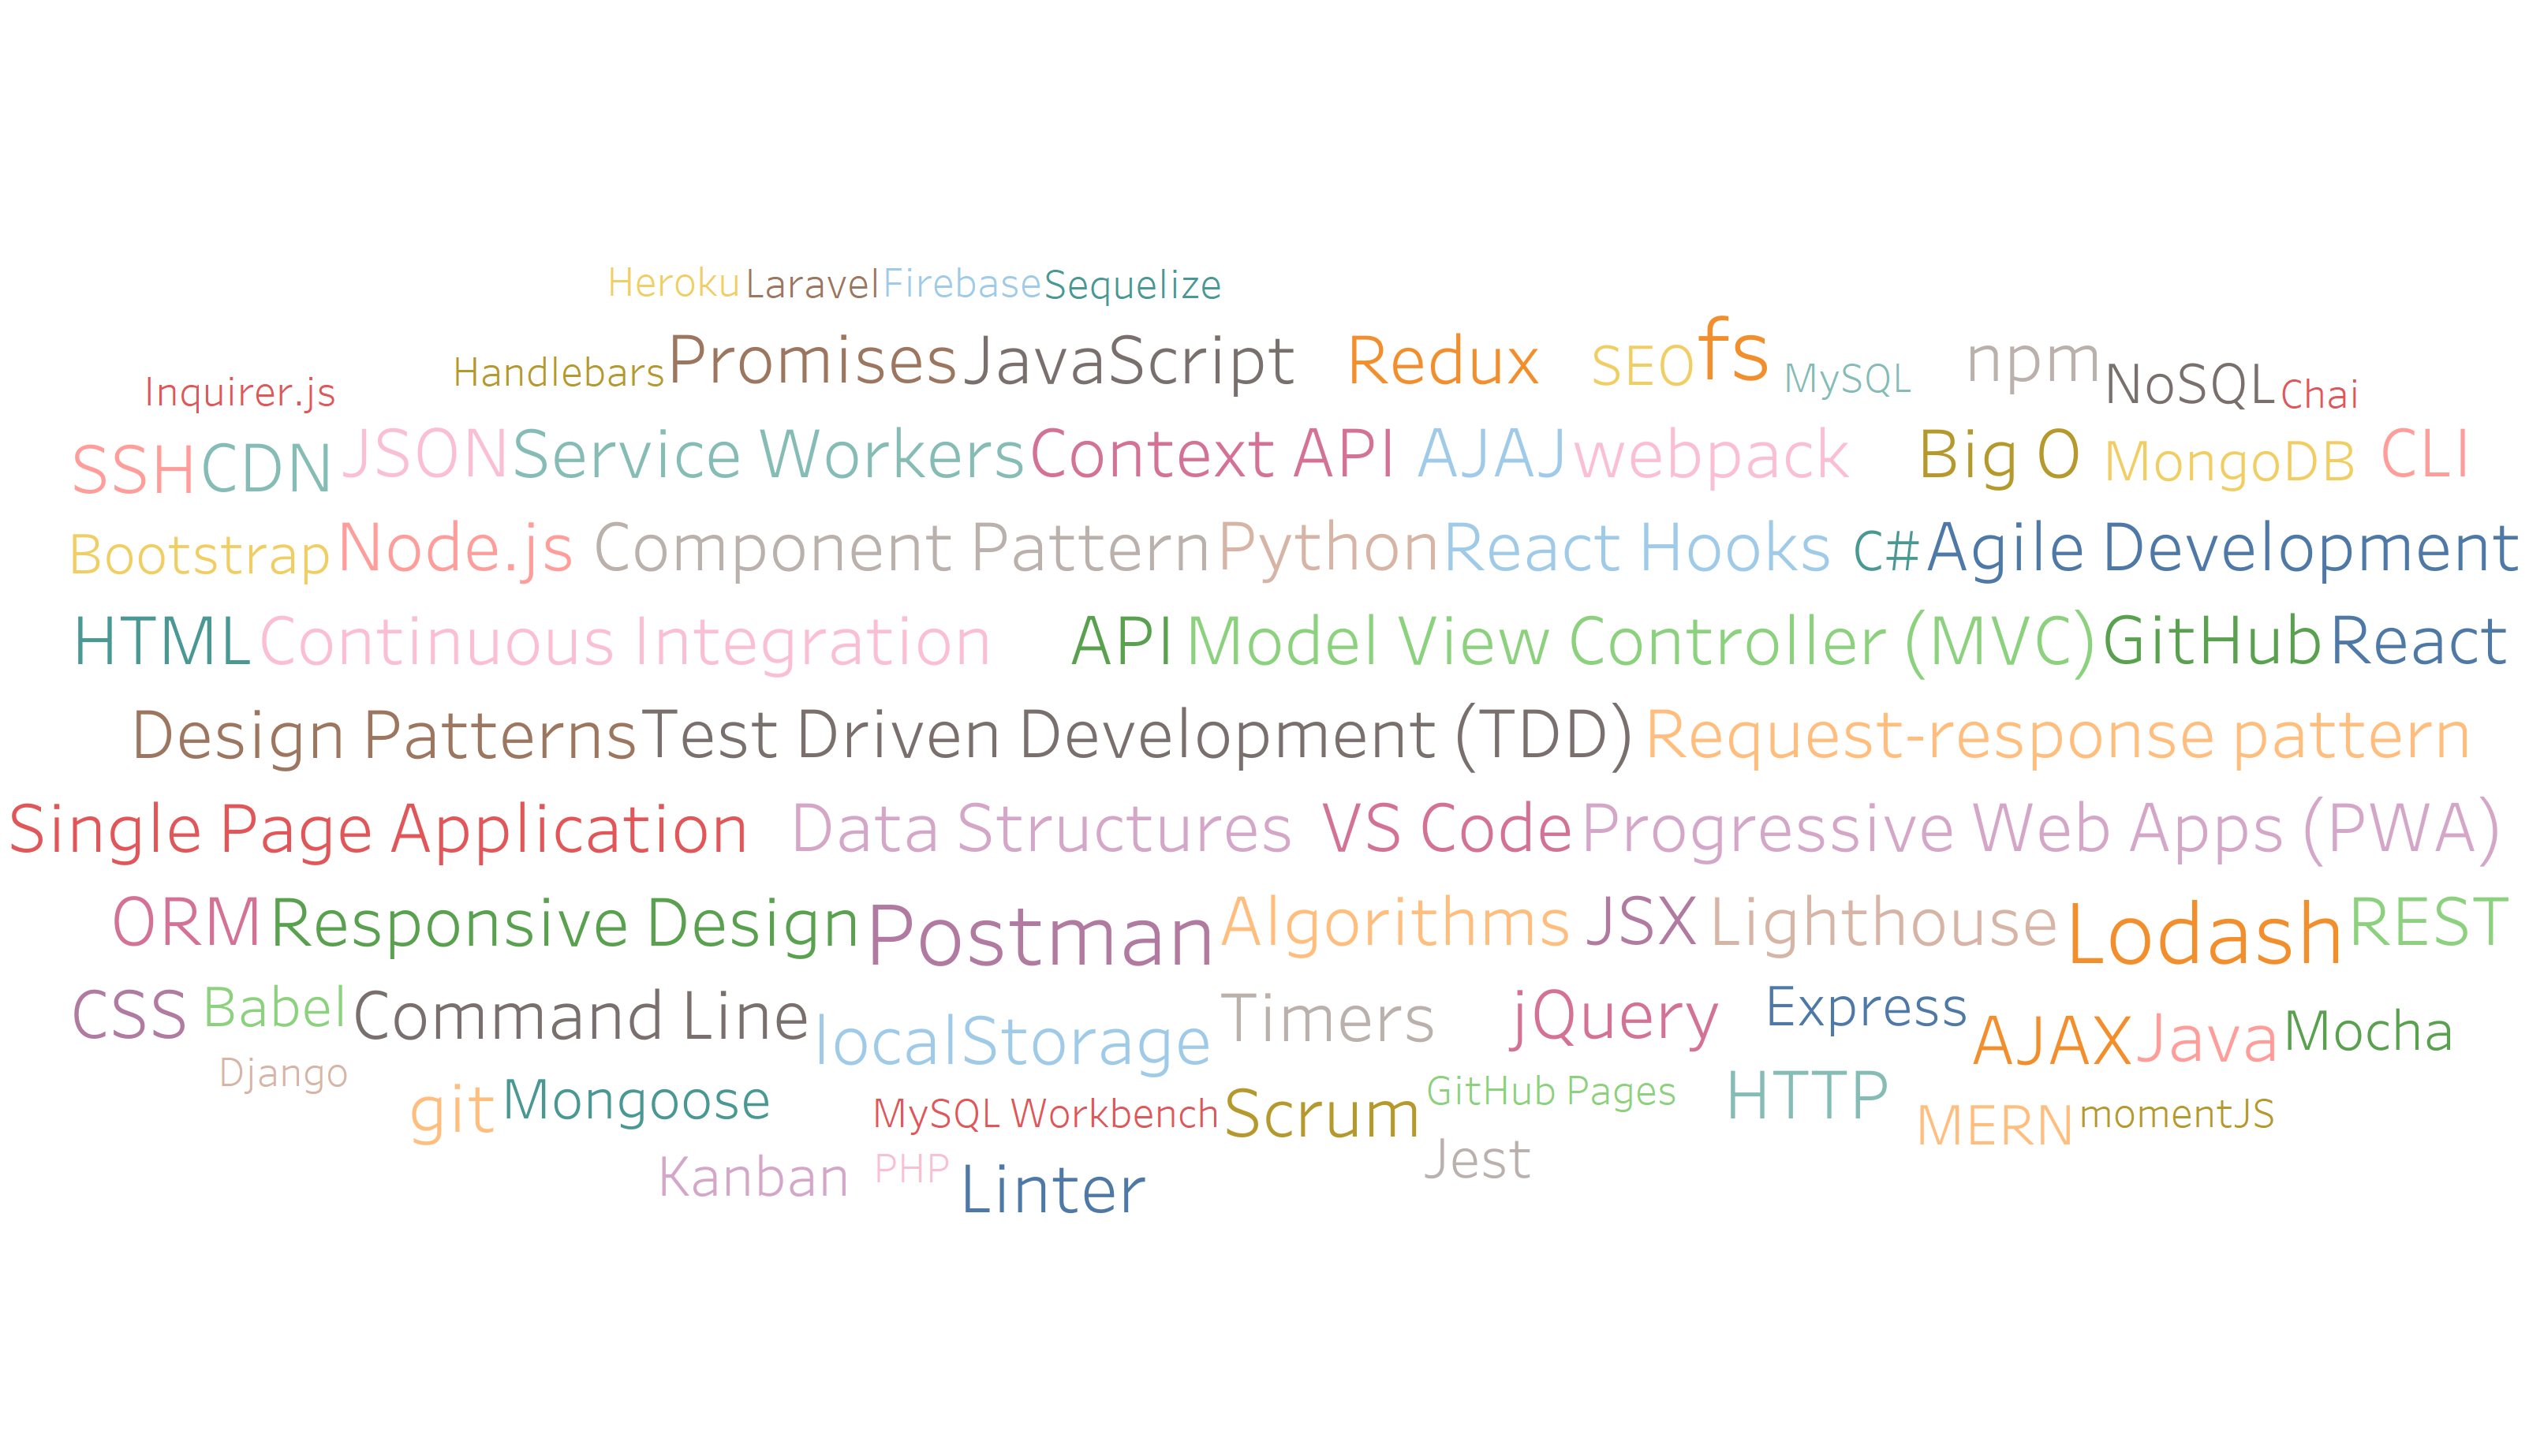 Heroku Laravel Firebase Sequelize
Inquirer.js Handlebars Promises JavaScript Redux SEO fs MySQL npm NoSQL Chai
SSH CDN JSON Service Workers Context API AJAJ webpack Big O MongoDB CLI
Bootstrap Node.js Component Pattern Python React Hooks C# Agile Development
HTML Continuous Integration API Model View Controller (MVC) GitHub React
Design Patterns Test Driven Development (TDD) Request-response pattern
Single Page Application Data Structures VS Code Progressive Web Apps (PWA)
ORM Responsive Design Postman Algorithms JSX Lighthouse Lodash REST
CSS Babel Command Line localStorage Timers jQuery Express AJAX Java Mocha
Django git Mongoose MySQL Workbench Scrum GitHub Pages HTTP MERN momentJS
Kanban PHP Linter Jest